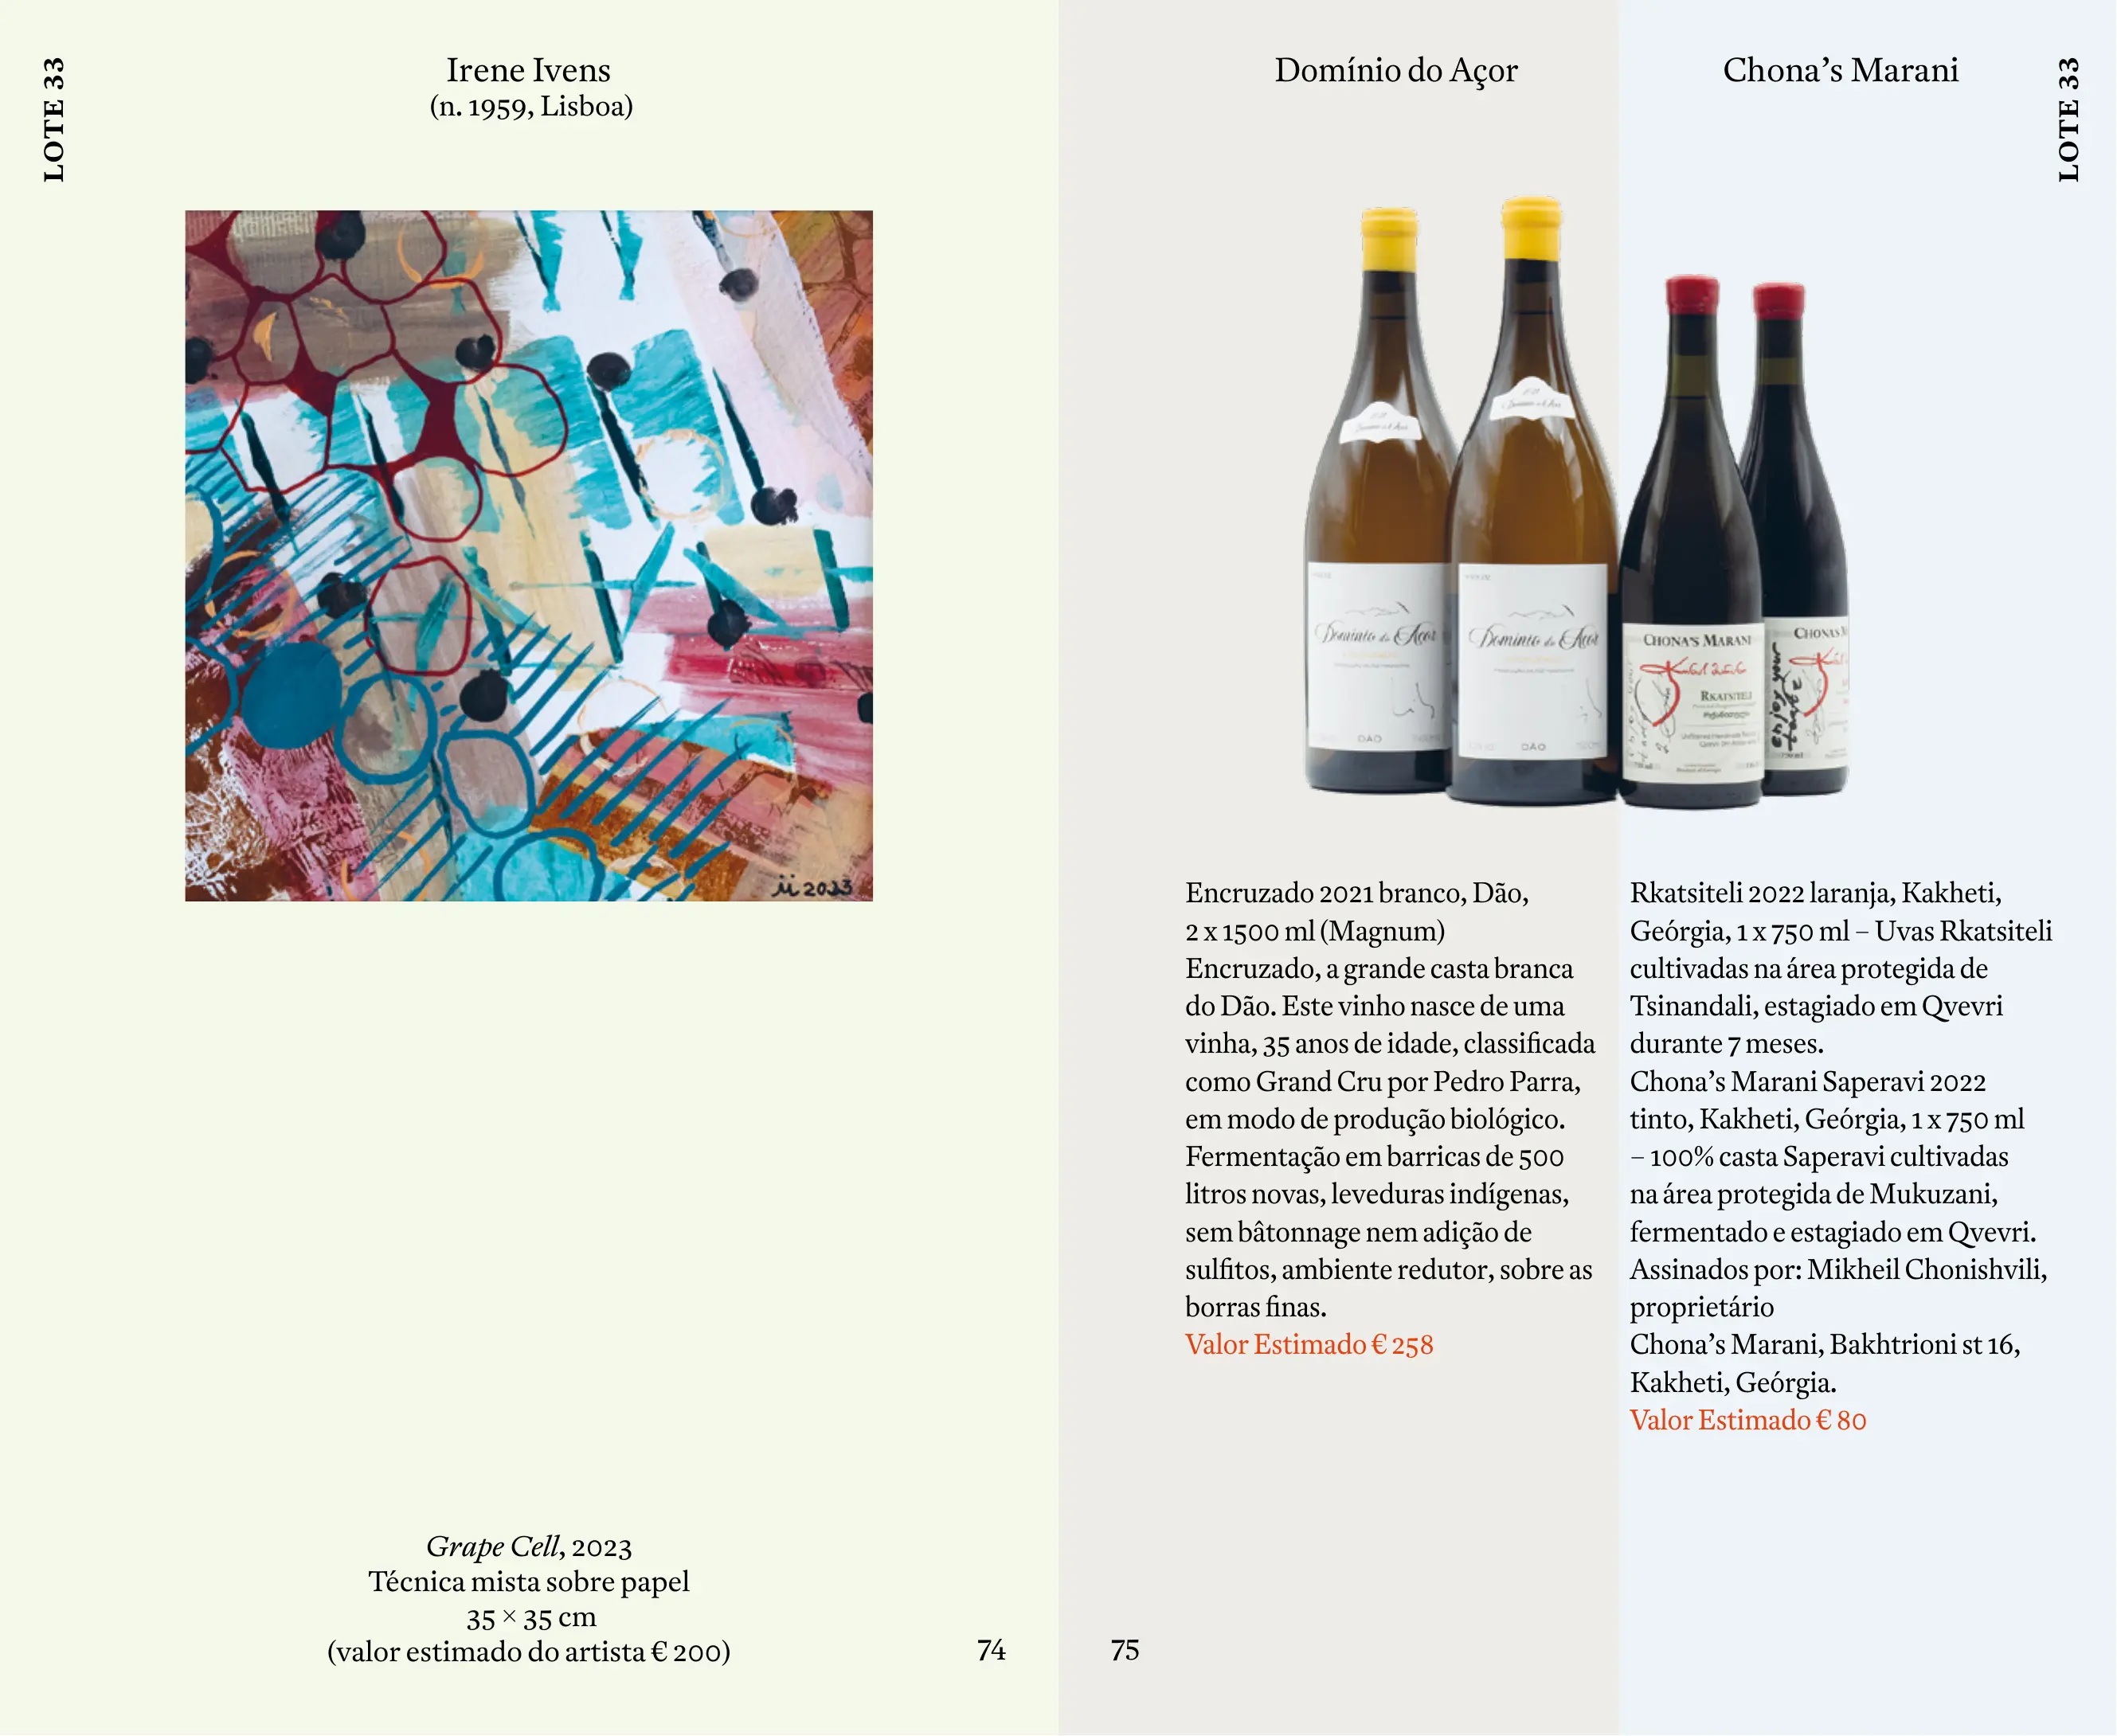 LOTE 33
Irene Ivens
(n. 1959, Lisboa)
ii 2023
Grape Cell, 2023
Técnica mista sobre papel
35 × 35 cm
(valor estimado do artista € 200)
74
Domínio do Açor
Domínio do Açor
Domínio do Açor
DÃO
DÃO
Encruzado 2021 branco, Dão,
2 x 1500 ml (Magnum)
Encruzado, a grande casta branca
do Dão. Este vinho nasce de uma
vinha, 35 anos de idade, classificada
como Grand Cru por Pedro Parra,
em modo de produção biológico.
Fermentação em barricas de 500
litros novas, leveduras indígenas,
sem bâtonnage nem adição de
sulfitos, ambiente redutor, sobre as
borras finas.
Valor Estimado € 258
75
Chona’s Marani
LOTE 33
CHONA'S MARANI
RKATSITELI
CHONA'S M
enjoy your
Rkatsiteli 2022 laranja, Kakheti,
Geórgia, 1 x 750 ml – Uvas Rkatsiteli
cultivadas na área protegida de
Tsinandali, estagiado em Qvevri
durante 7 meses.
Chona’s Marani Saperavi 2022
tinto, Kakheti, Geórgia, 1 x 750 ml
– 100% casta Saperavi cultivadas
na área protegida de Mukuzani,
fermentado e estagiado em Qvevri.
Assinados por: Mikheil Chonishvili,
proprietário
Chona’s Marani, Bakhtrioni st 16,
Kakheti, Geórgia.
Valor Estimado € 80